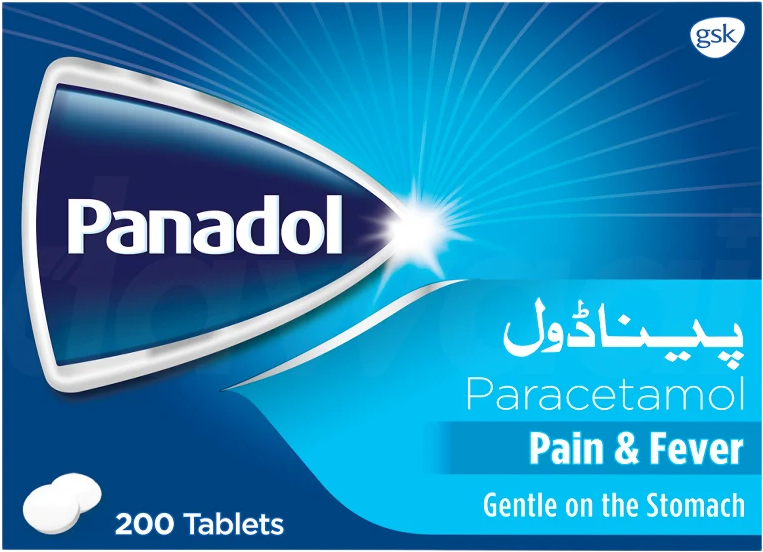 gsk
Panadol
پیناڈول
Paracetamol
Pain & Fever
Gentle on the Stomach
200 Tablets